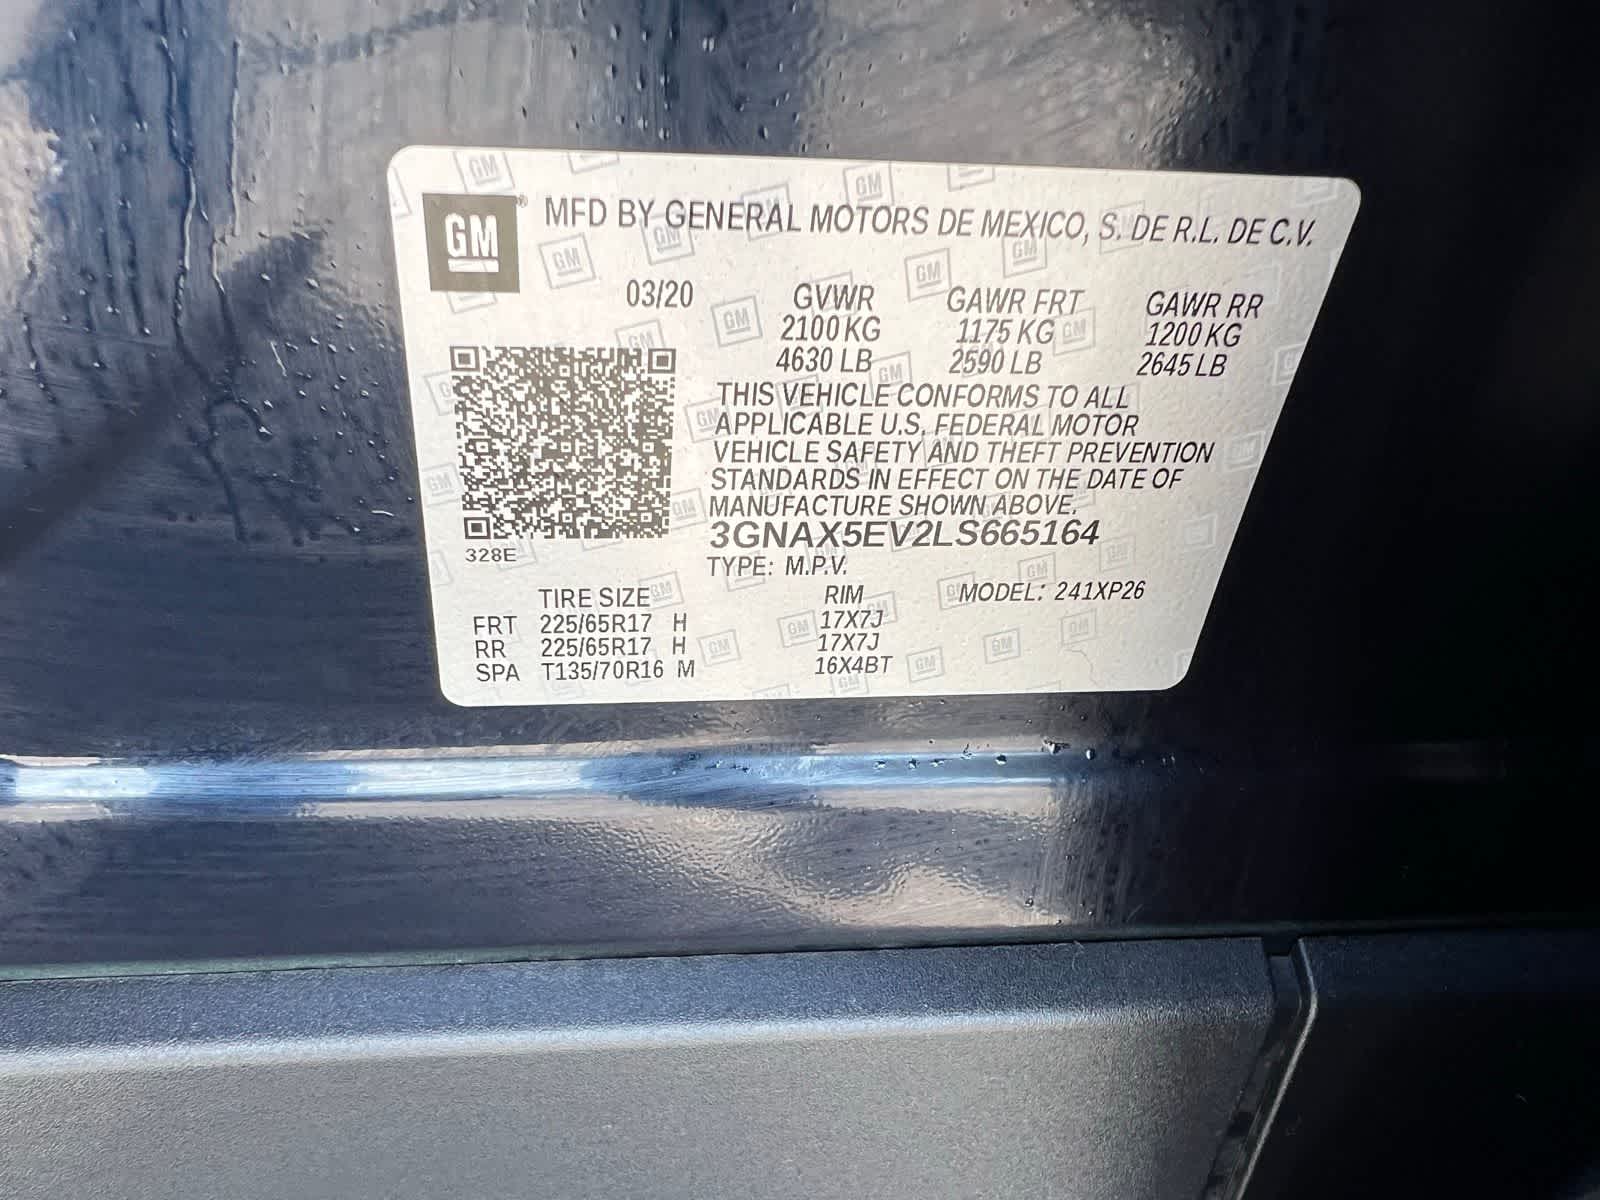 GM ® MFD BY GENERAL MOTORS DE MEXICO, S. DE R.L. DE C.V.
03/20 GVWR GAWR FRT GAWR RR
2100 KG 1175 KG 1200 KG
4630 LB 2590 LB 2645 LB
THIS VEHICLE CONFORMS TO ALL
APPLICABLE U.S. FEDERAL MOTOR
VEHICLE SAFETY AND THEFT PREVENTION
STANDARDS IN EFFECT ON THE DATE OF
MANUFACTURE SHOWN ABOVE.
3GNAX5EV2LS665164
328E
TYPE: M.P.V.
TIRE SIZE RIM MODEL: 241XP26
FRT 225/65R17 H 17X7J
RR 225/65R17 H 17X7J
SPA T135/70R16 M 16X4BT